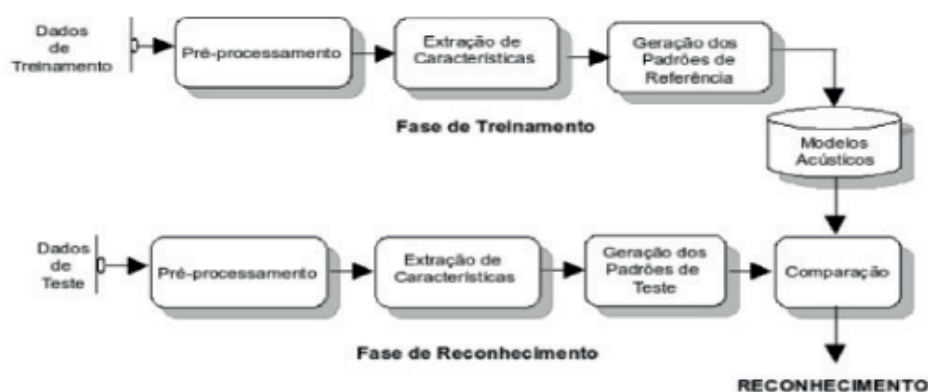 Dados
de
Treinamento
Pré-processamento
Extração de
Características
Geração dos
Padrões de
Referência
Fase de Treinamento
Modelos
Acústicos
Dados
de
Teste
Pré-processamento
Extração de
Características
Geração dos
Padrões de
Teste
Comparação
Fase de Reconhecimento
RECONHECIMENTO